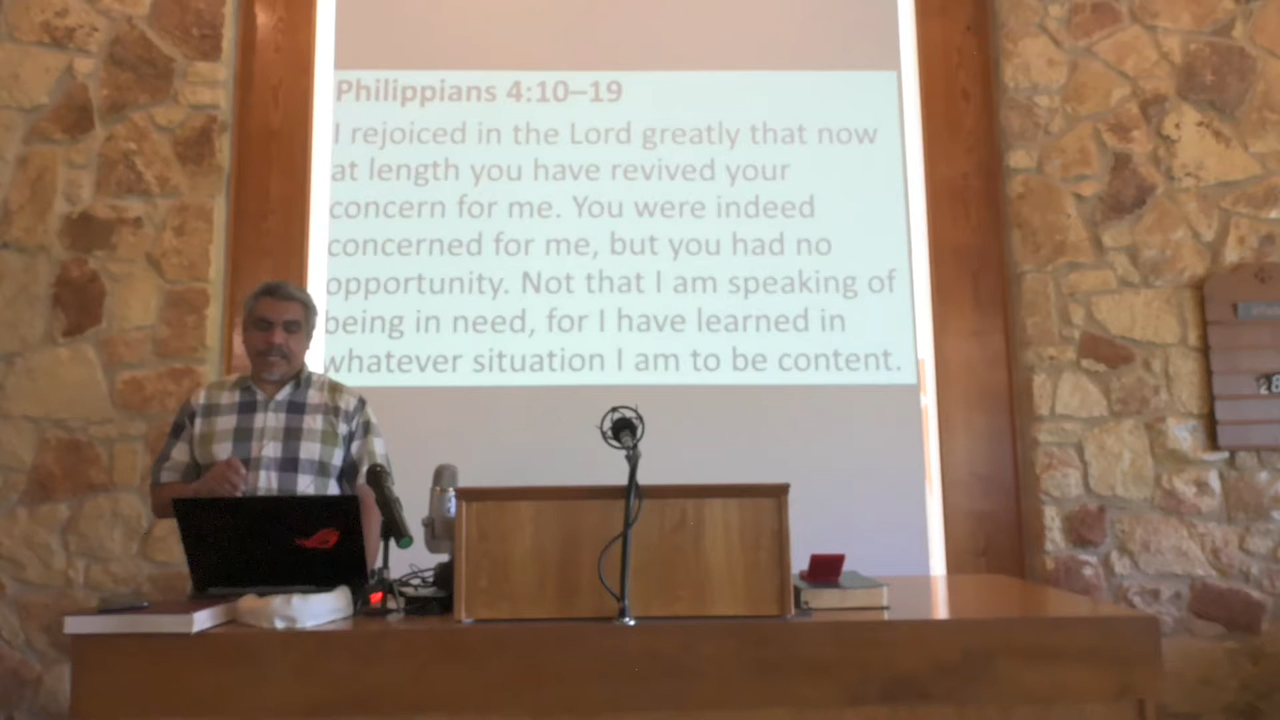 Philippians 4:10–19
I rejoiced in the Lord greatly that now
at length you have revived your
concern for me. You were indeed
concerned for me, but you had no
opportunity. Not that I am speaking of
being in need, for I have learned in
whatever situation I am to be content.
28